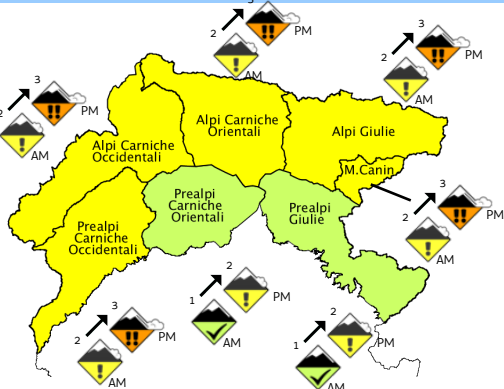 3
2
PM
AM
3
2
PM
AM
3
2
PM
AM
Alpi Carniche
Orientali
Alpi Giulie
Alpi Carniche
Occidentali
M.Canin
Prealpi
Carniche
Orientali
Prealpi
Giulie
3
2
PM
AM
Prealpi
Carniche
Occidentali
2
1
PM
AM
3
2
PM
AM
2
1
PM
AM